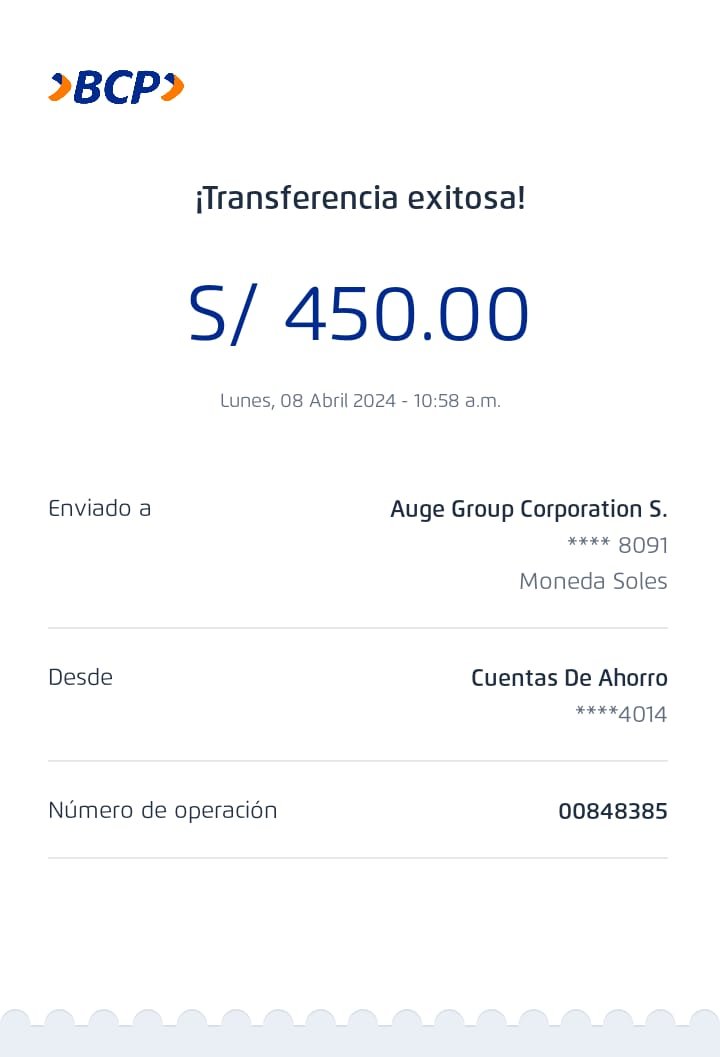 BCP
¡Transferencia exitosa!
S/ 450.00
Lunes, 08 Abril 2024 - 10:58 a.m.
Enviado a
Auge Group Corporation S.
**** 8091
Moneda Soles
Desde
Cuentas De Ahorro
****4014
Número de operación
00848385